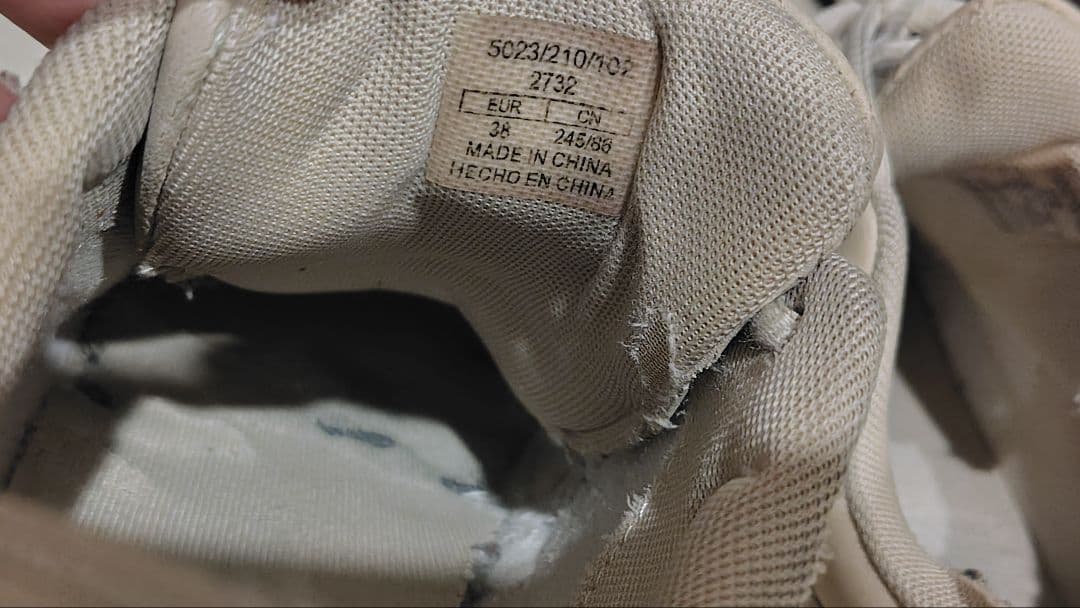 5023/210/102
2732
EUR CN
38 245/86
MADE IN CHINA
HECHO EN CHINA